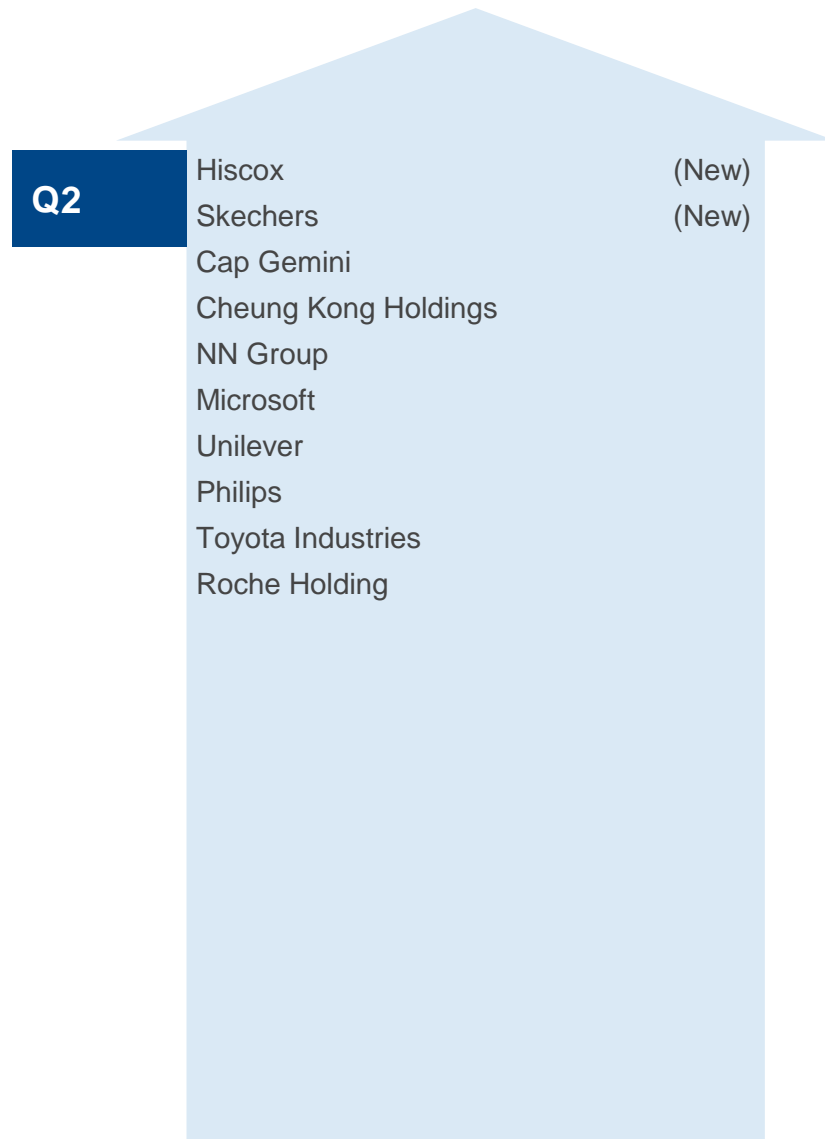 Q2
Hiscox (New)
Skechers (New)
Cap Gemini
Cheung Kong Holdings
NN Group
Microsoft
Unilever
Philips
Toyota Industries
Roche Holding